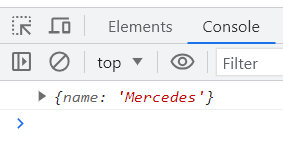 Elements Console
top Filter
{name: 'Mercedes'}